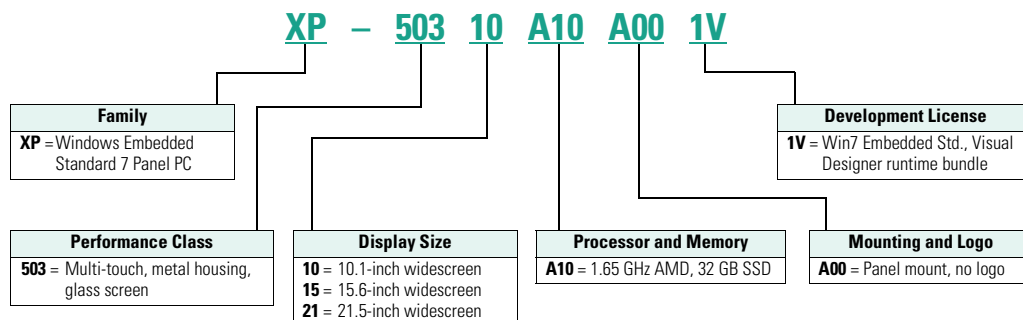 XP – 503 10 A10 A00 1V
Family
XP = Windows Embedded
Standard 7 Panel PC
Development License
1V = Win7 Embedded Std., Visual
Designer runtime bundle
Performance Class
503 = Multi-touch, metal housing,
glass screen
Display Size
10 = 10.1-inch widescreen
15 = 15.6-inch widescreen
21 = 21.5-inch widescreen
Processor and Memory
A10 = 1.65 GHz AMD, 32 GB SSD
Mounting and Logo
A00 = Panel mount, no logo